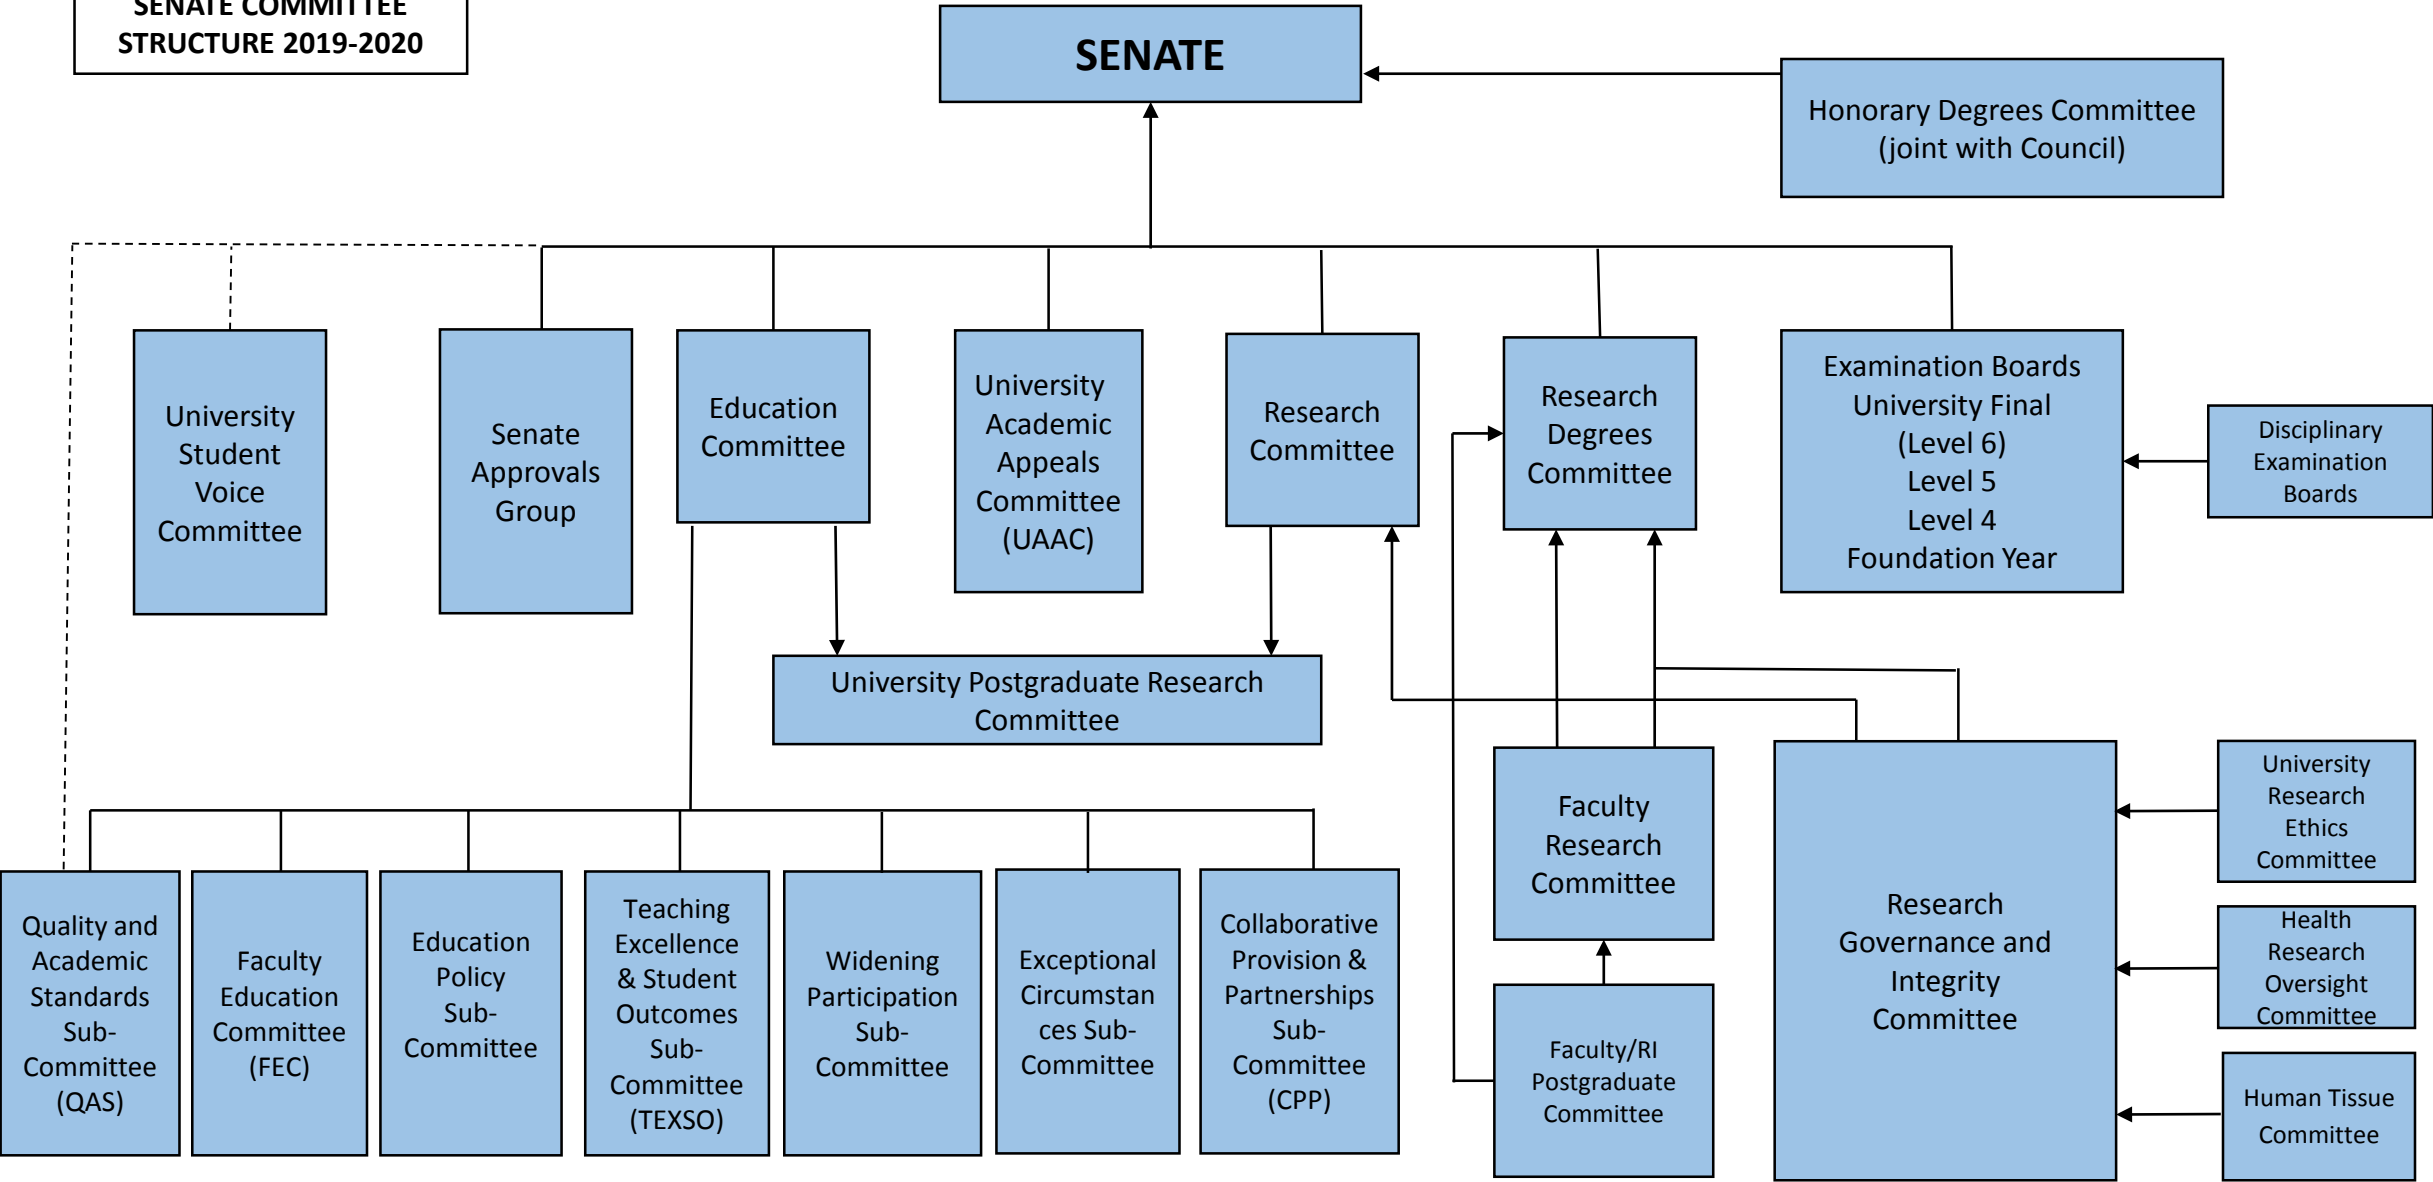 SENATE COMMITTEE
STRUCTURE 2019-2020
SENATE
Honorary Degrees Committee
(joint with Council)
University
Student
Voice
Committee
Senate
Approvals
Group
Education
Committee
University
Academic
Appeals
Committee
(UAAC)
Research
Committee
Research
Degrees
Committee
Examination Boards
University Final
(Level 6)
Level 5
Level 4
Foundation Year
Disciplinary
Examination
Boards
University Postgraduate Research
Committee
Quality and
Academic
Standards
Sub-
Committee
(QAS)
Faculty
Education
Committee
(FEC)
Education
Policy
Sub-
Committee
Teaching
Excellence
& Student
Outcomes
Sub-
Committee
(TEXSO)
Widening
Participation
Sub-
Committee
Exceptional
Circumstan
ces Sub-
Committee
Collaborative
Provision &
Partnerships
Sub-
Committee
(CPP)
Faculty
Research
Committee
Faculty/RI
Postgraduate
Committee
Research
Governance and
Integrity
Committee
University
Research
Ethics
Committee
Health
Research
Oversight
Committee
Human Tissue
Committee